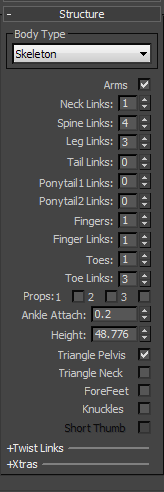 - Structure
Body Type
Skeleton
Arms
Neck Links: 1
Spine Links: 4
Leg Links: 3
Tail Links: 0
Ponytail1 Links: 0
Ponytail2 Links: 0
Fingers: 1
Finger Links: 1
Toes: 1
Toe Links: 3
Props: 1 2 3
Ankle Attach: 0.2
Height: 48.776
Triangle Pelvis
Triangle Neck
ForeFeet
Knuckles
Short Thumb
+Twist Links
+Xtras